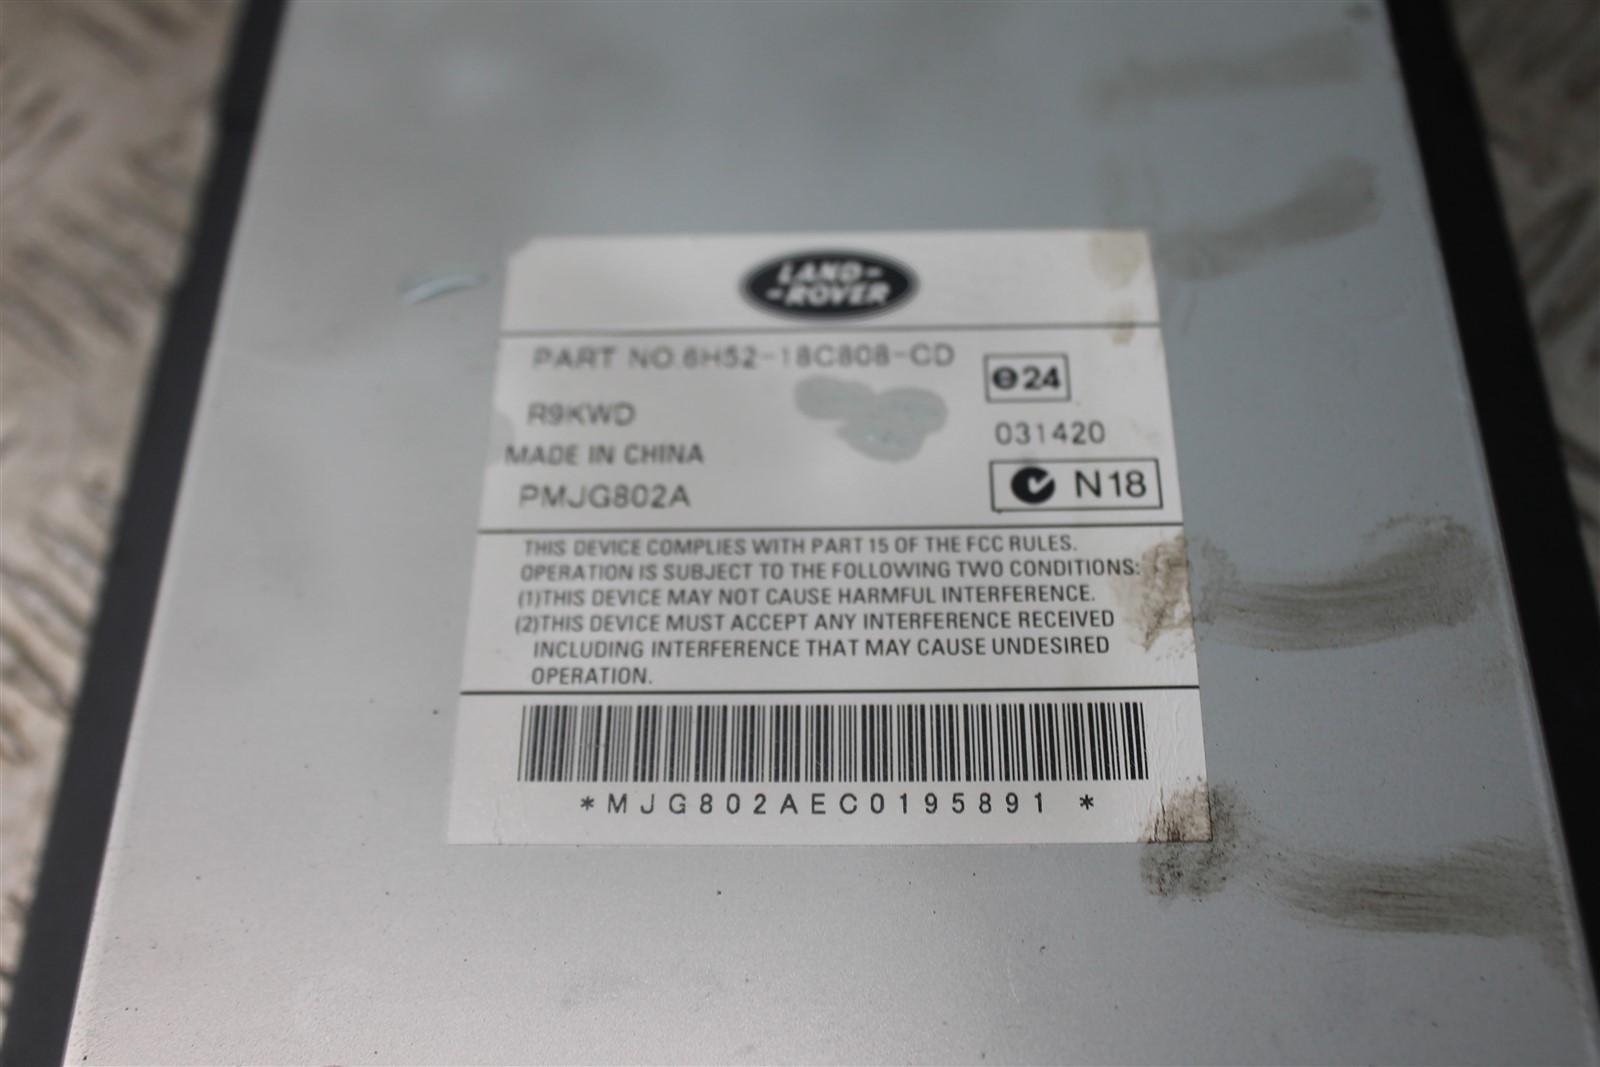 LAND-
-ROVER
PART NO.6H52-18C808-CD
e24
R9KWD
031420
MADE IN CHINA
N18
PMJG802A
THIS DEVICE COMPLIES WITH PART 15 OF THE FCC RULES.
OPERATION IS SUBJECT TO THE FOLLOWING TWO CONDITIONS:
(1)THIS DEVICE MAY NOT CAUSE HARMFUL INTERFERENCE.
(2)THIS DEVICE MUST ACCEPT ANY INTERFERENCE RECEIVED
INCLUDING INTERFERENCE THAT MAY CAUSE UNDESIRED
OPERATION.
*MJG802AEC0195891 *